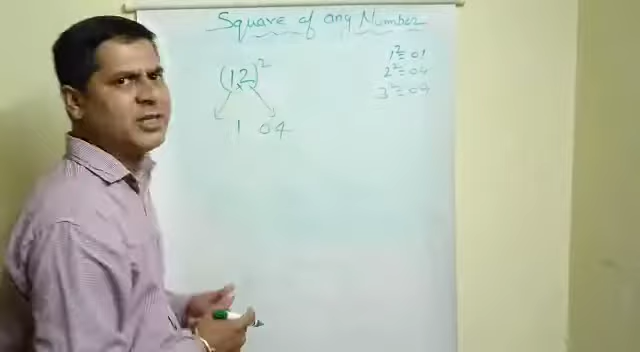 Square of any Number
(12)²
1² = 01
2² = 04
3² = 09
1 04